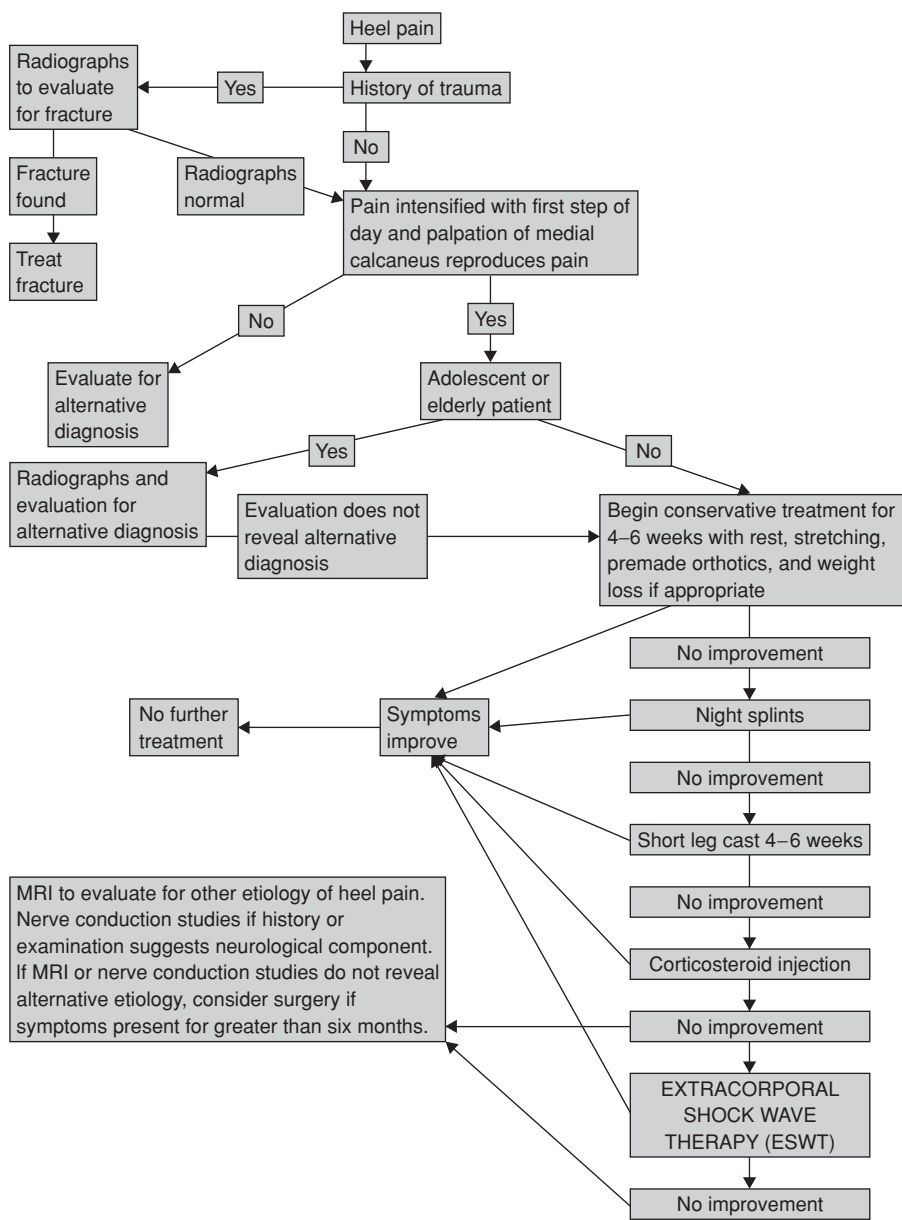 Heel pain
History of trauma
Yes
Radiographs
to evaluate
for fracture
No
Fracture
found
Radiographs
normal
Treat
fracture
Pain intensified with first step of
day and palpation of medial
calcaneus reproduces pain
No
Yes
Evaluate for
alternative
diagnosis
Adolescent or
elderly patient
Yes
No
Radiographs and
evaluation for
alternative diagnosis
Evaluation does not
reveal alternative
diagnosis
Begin conservative treatment for
4–6 weeks with rest, stretching,
premade orthotics, and weight
loss if appropriate
No improvement
Night splints
Symptoms
improve
No further
treatment
No improvement
Short leg cast 4–6 weeks
No improvement
Corticosteroid injection
No improvement
MRI to evaluate for other etiology of heel pain.
Nerve conduction studies if history or
examination suggests neurological component.
If MRI or nerve conduction studies do not reveal
alternative etiology, consider surgery if
symptoms present for greater than six months.
EXTRACORPORAL
SHOCK WAVE
THERAPY (ESWT)
No improvement